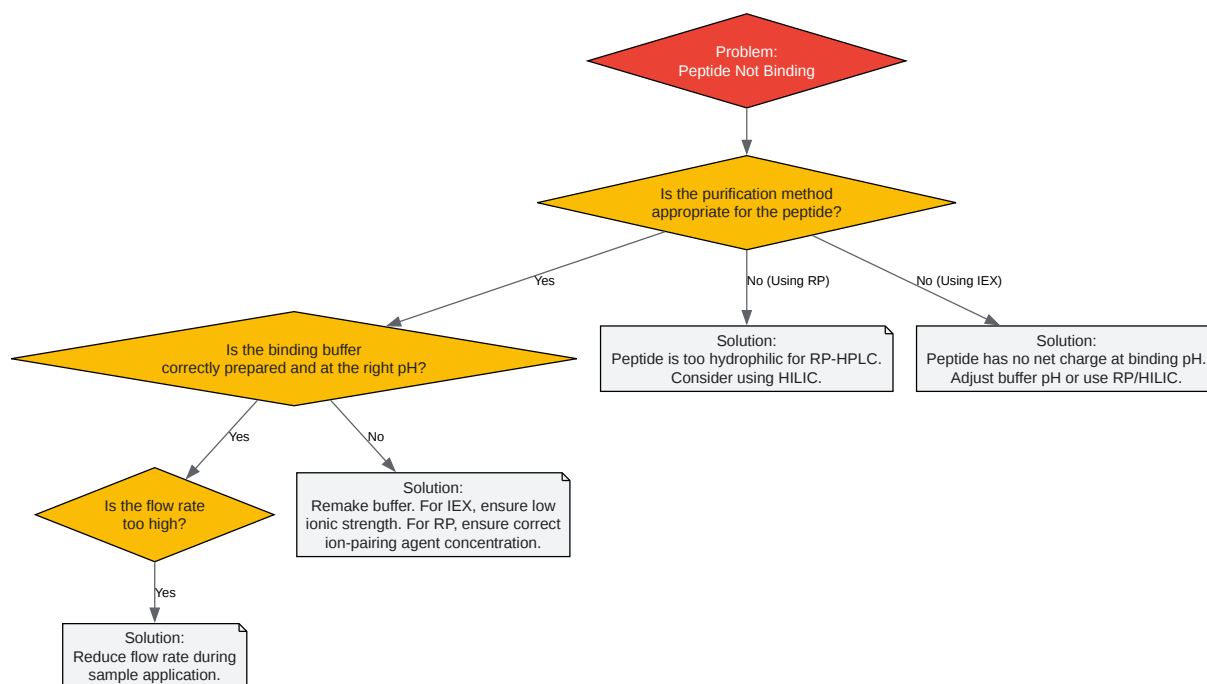 Problem:
Peptide Not Binding
Is the purification method
appropriate for the peptide?
Yes
No (Using RP)
No (Using IEX)
Is the binding buffer
correctly prepared and at the right pH?
Solution:
Peptide is too hydrophilic for RP-HPLC.
Consider using HILIC.
Solution:
Peptide has no net charge at binding pH.
Adjust buffer pH or use RP/HILIC.
Yes
No
Is the flow rate
too high?
Solution:
Remake buffer. For IEX, ensure low
ionic strength. For RP, ensure correct
ion-pairing agent concentration.
Yes
Solution:
Reduce flow rate during
sample application.